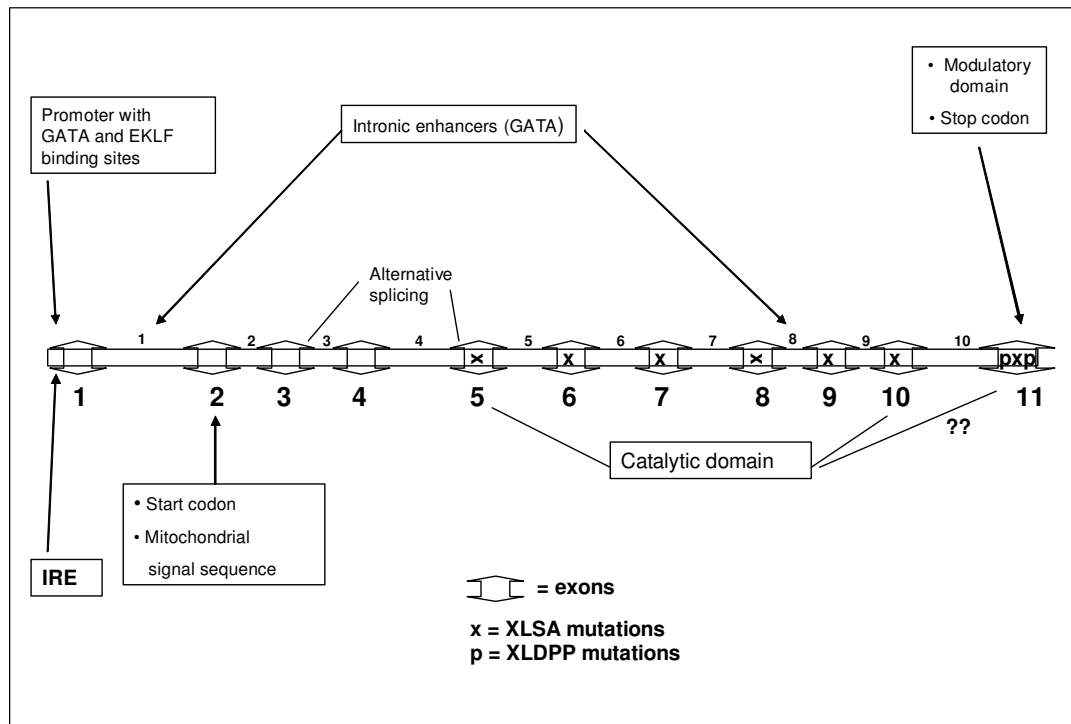 • Modulatory
domain
• Stop codon
Promoter with
GATA and EKLF
binding sites
Intronic enhancers (GATA)
Alternative
splicing
1 2 3 4 5 6 7 8 9 10
x x x x x x pxp
1 2 3 4 5 6 7 8 9 10 11
??
Catalytic domain
• Start codon
• Mitochondrial
signal sequence
IRE
= exons
x = XLSA mutations
p = XLDPP mutations